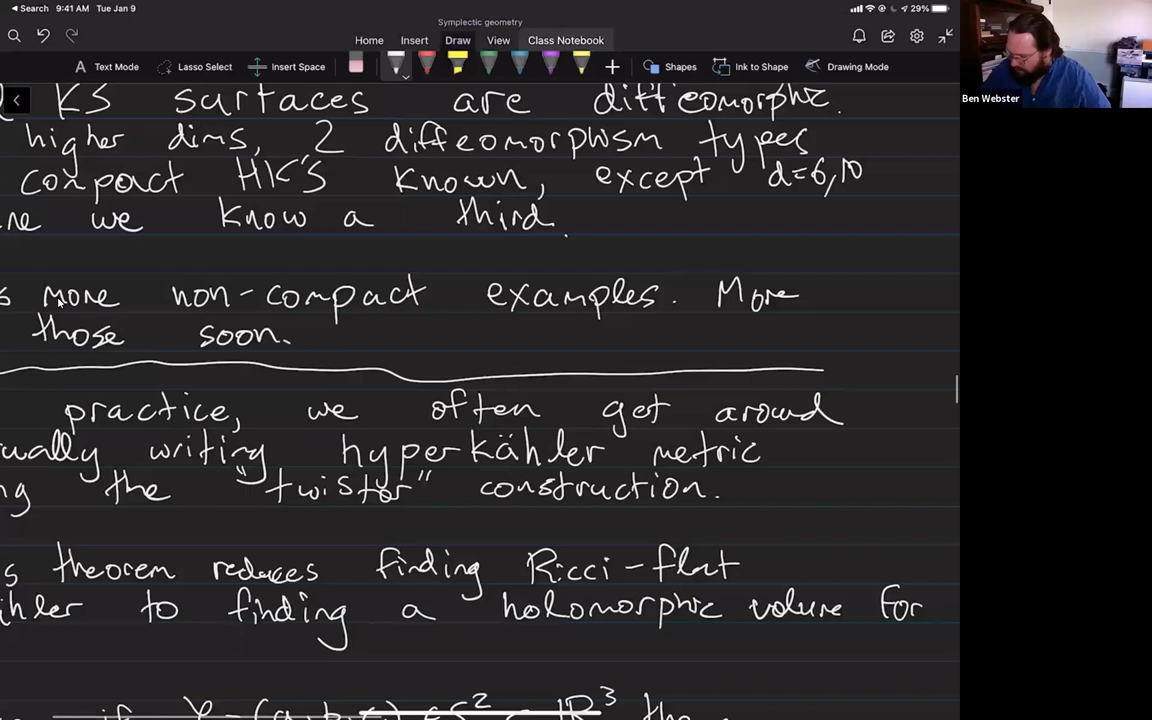 Search 9:41 AM Tue Jan 9
Symplectic geometry
29%
Home Insert Draw View Class Notebook
Text Mode Lasso Select Insert Space Shapes Ink to Shape Drawing Mode
Ben Webster
K3 surfaces are diffeomorphic.
higher dims, 2 diffeomorphism types
compact HK'S known, except d=6,10
we know a third.
more non-compact examples. More
those soon.
practice, we often get around
writing hyperkähler metric
the "twistor" construction.
theorem reduces finding Ricci-flat
to finding a holomorphic volume for
if